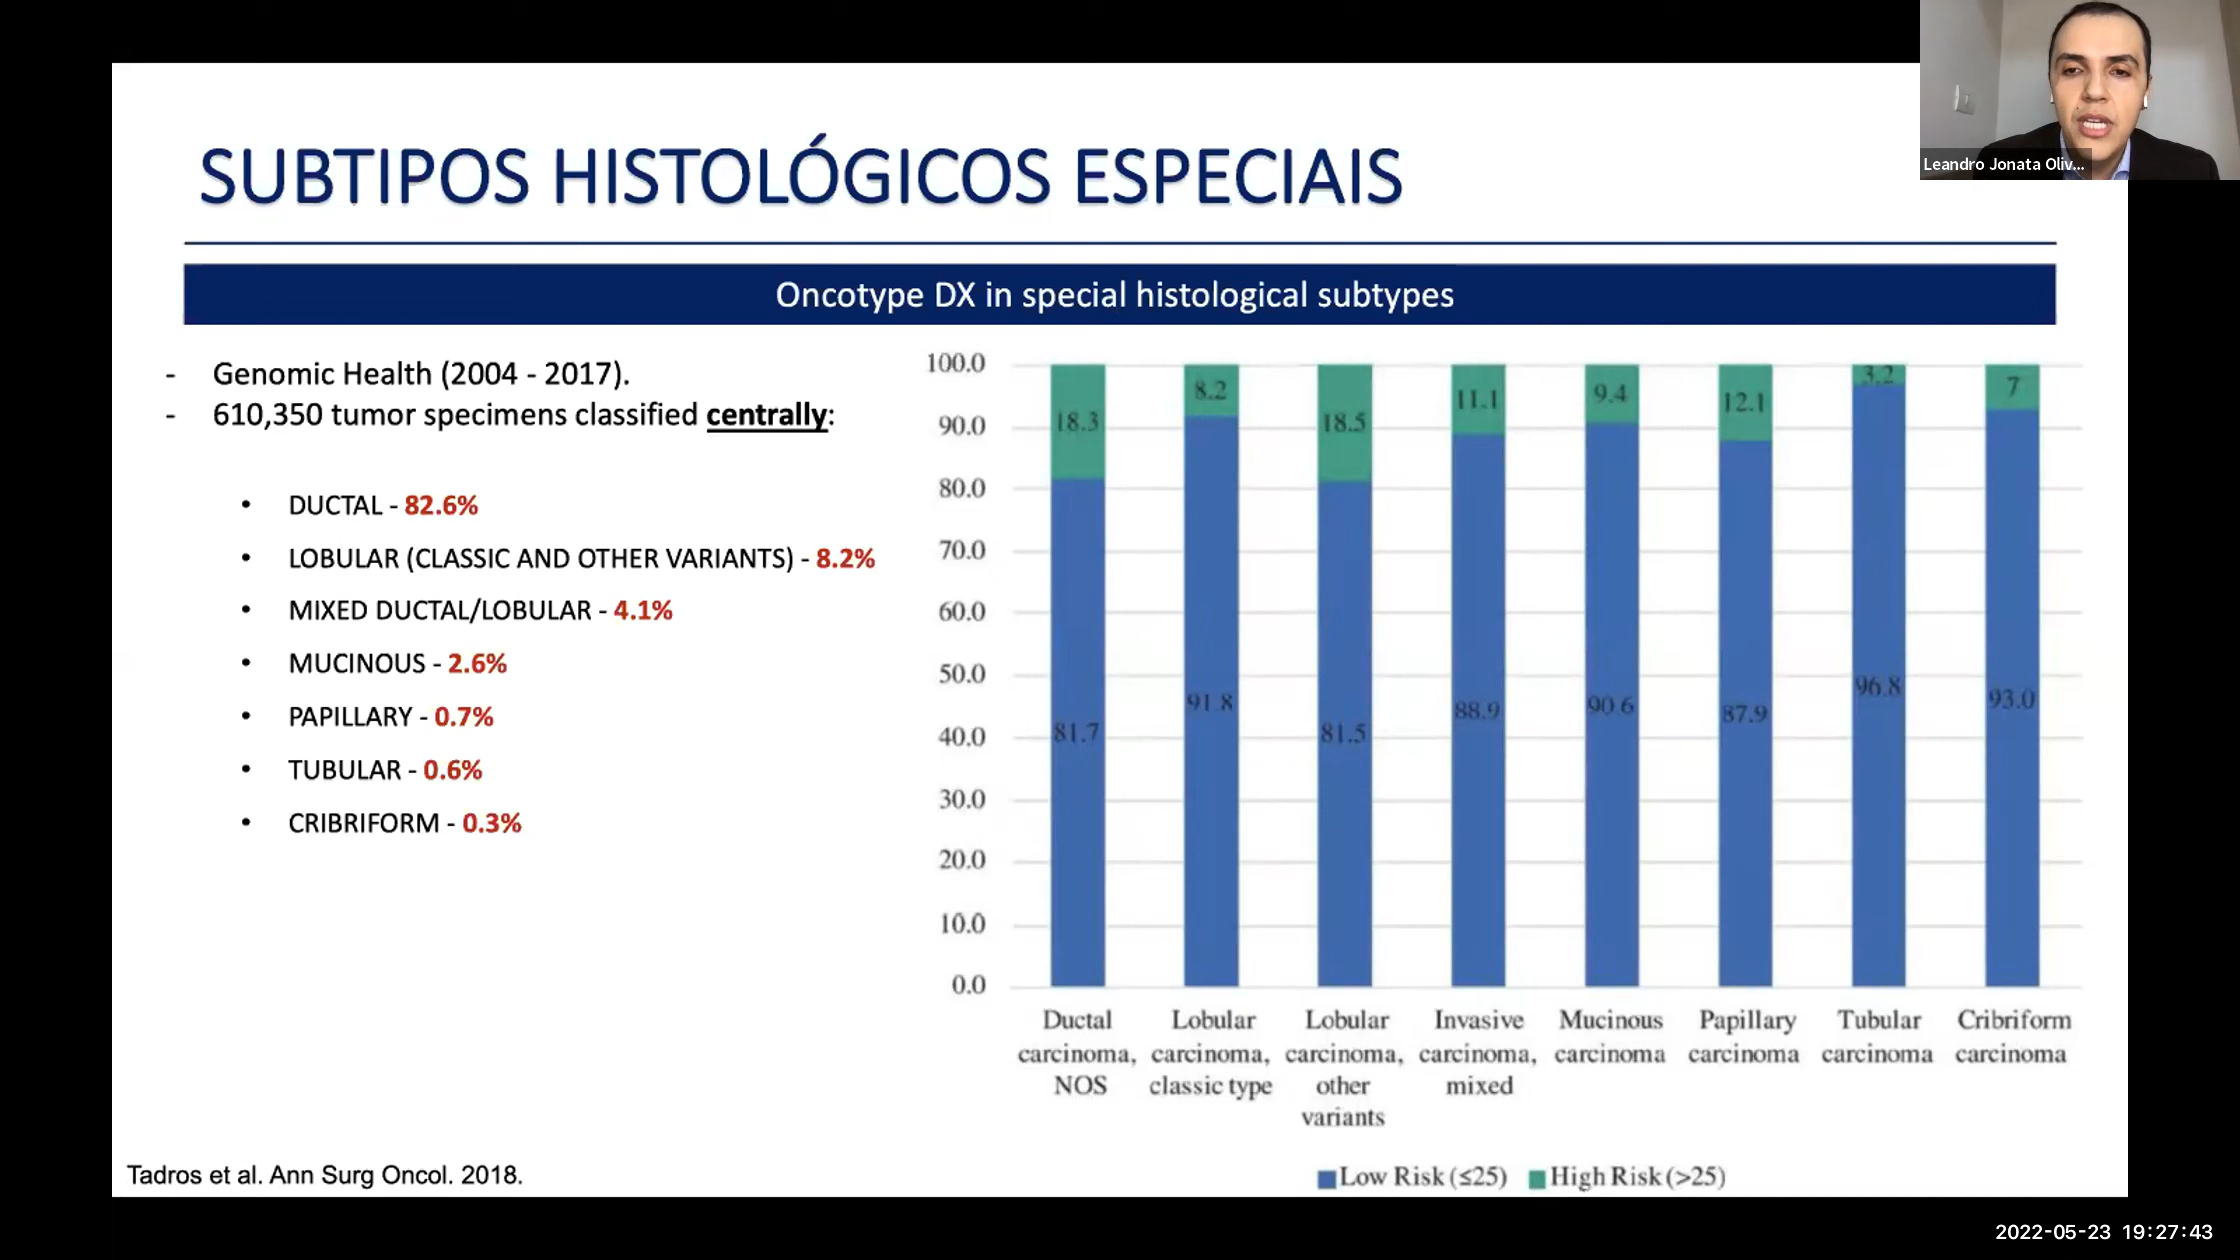 Leandro Jonata Oliv...
SUBTIPOS HISTOLÓGICOS ESPECIAIS
Oncotype DX in special histological subtypes
- Genomic Health (2004 - 2017).
- 610,350 tumor specimens classified centrally:
• DUCTAL - 82.6%
• LOBULAR (CLASSIC AND OTHER VARIANTS) - 8.2%
• MIXED DUCTAL/LOBULAR - 4.1%
• MUCINOUS - 2.6%
• PAPILLARY - 0.7%
• TUBULAR - 0.6%
• CRIBRIFORM - 0.3%
100.0
90.0
80.0
70.0
60.0
50.0
40.0
30.0
20.0
10.0
0.0
18.3 8.2 18.5 11.1 9.4 12.1 3.2 7
81.7 91.8 81.5 88.9 90.6 87.9 96.8 93.0
Ductal
carcinoma,
NOS
Lobular
carcinoma,
classic type
Lobular
carcinoma,
other
variants
Invasive
carcinoma,
mixed
Mucinous
carcinoma
Papillary
carcinoma
Tubular
carcinoma
Cribriform
carcinoma
Low Risk (≤25) High Risk (>25)
Tadros et al. Ann Surg Oncol. 2018.
2022-05-23 19:27:43